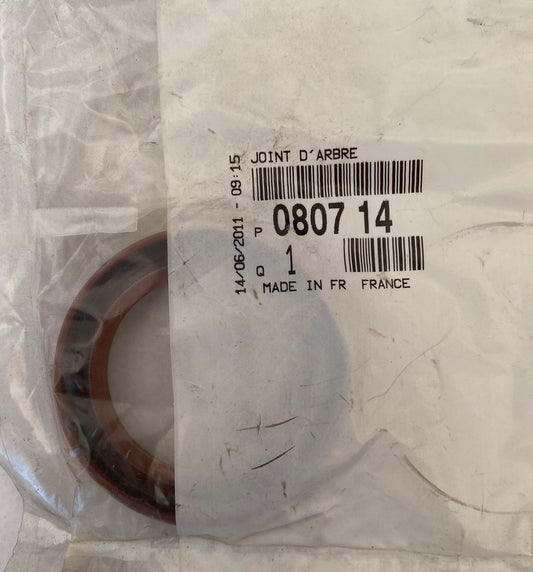 JOINT D'ARBRE
P 0807 14
Q 1
MADE IN FR FRANCE
14/06/2011 - 09:15